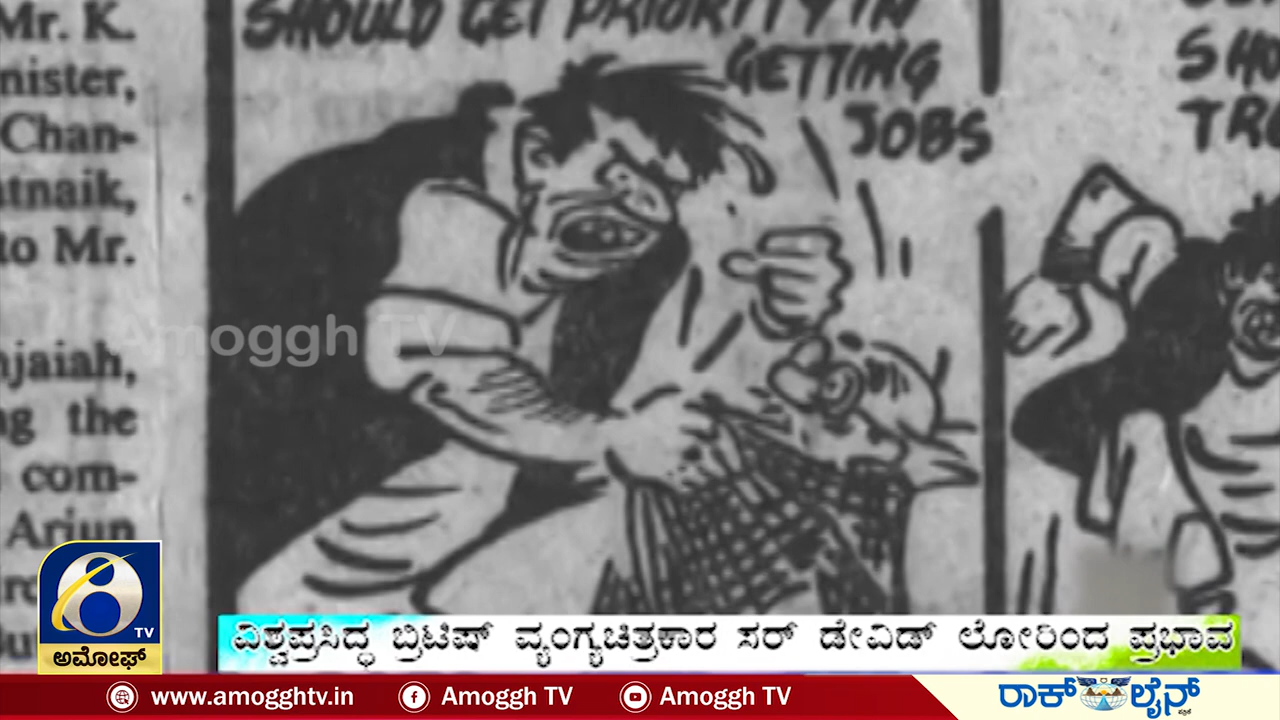 Mr. K.
nister,
Chan-
atnaik,
to Mr.
njaiah,
ng the
com-
Arjun
SHOULD GET PRIORITY IN
GETTING
JOBS
SHO
TRO
Amoggh TV
TV
ಅಮೋಘ್
ವಿಶ್ವಪ್ರಸಿದ್ಧ ಬ್ರಿಟಿಷ್ ವ್ಯಂಗ್ಯಚಿತ್ರಕಾರ ಸರ್ ಡೇವಿಡ್ ಲೋರಿಂದ ಪ್ರಭಾವ
www.amogghtv.in Amoggh TV Amoggh TV
ರಾಕ್ ಲೈನ್